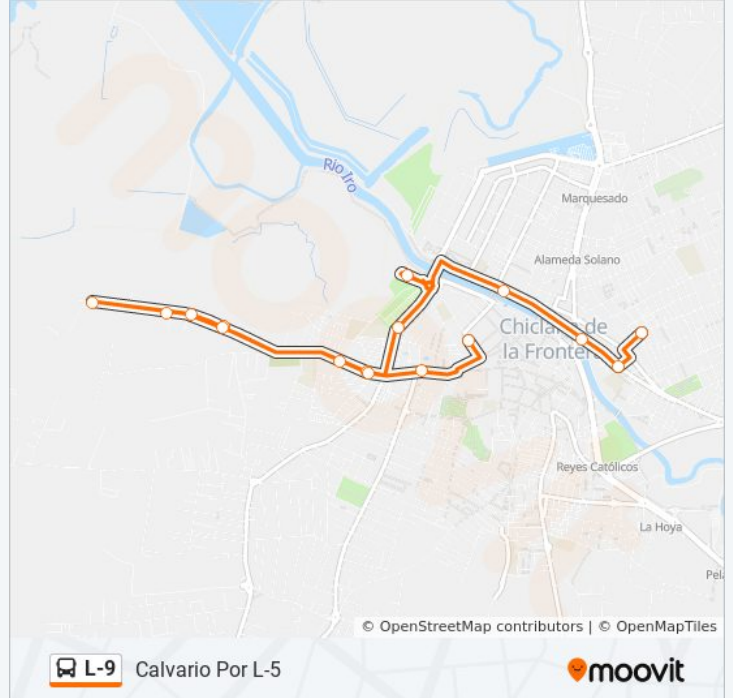 Río Iro
Marquesado
Alameda Solano
Chiclana de
la Frontera
Reyes Católicos
La Hoya
Pel
© OpenStreetMap contributors | © OpenMapTiles
L-9 Calvario Por L-5 moovit